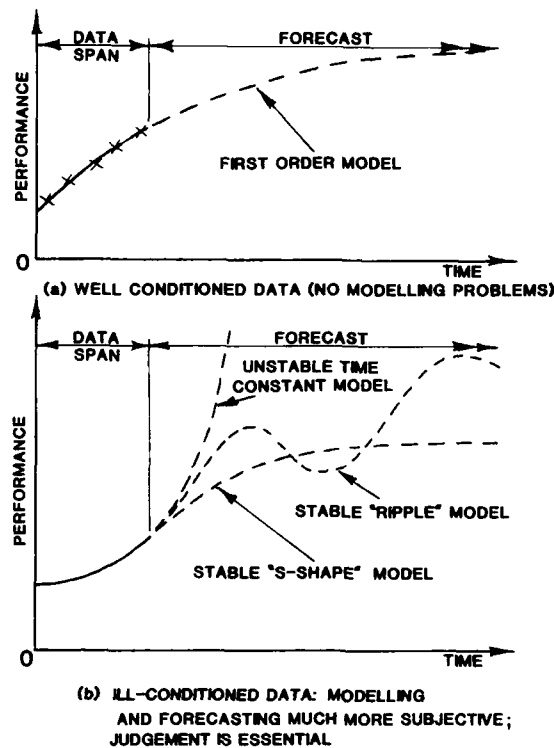 DATA
SPAN
FORECAST
PERFORMANCE
FIRST ORDER MODEL
0
TIME
(a) WELL CONDITIONED DATA (NO MODELLING PROBLEMS)
DATA
SPAN
FORECAST
UNSTABLE TIME
CONSTANT MODEL
PERFORMANCE
STABLE "RIPPLE" MODEL
STABLE "S-SHAPE" MODEL
0
TIME
(b) ILL-CONDITIONED DATA: MODELLING
AND FORECASTING MUCH MORE SUBJECTIVE;
JUDGEMENT IS ESSENTIAL